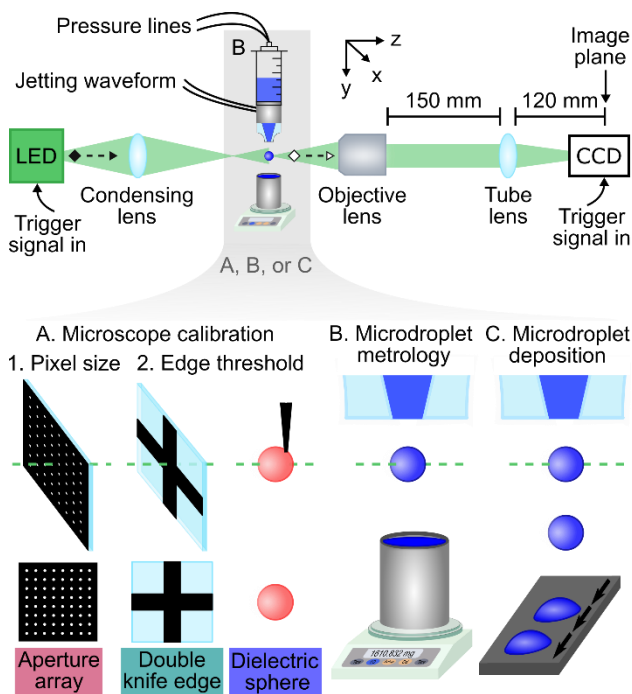 Pressure lines
B
Jetting waveform
z
x
y
Image
plane
150 mm
120 mm
LED
CCD
Condensing
lens
Objective
lens
Tube
lens
Trigger
signal in
Trigger
signal in
A, B, or C
A. Microscope calibration
1. Pixel size
2. Edge threshold
B. Microdroplet
metrology
C. Microdroplet
deposition
1610.832 mg
Aperture
array
Double
knife edge
Dielectric
sphere